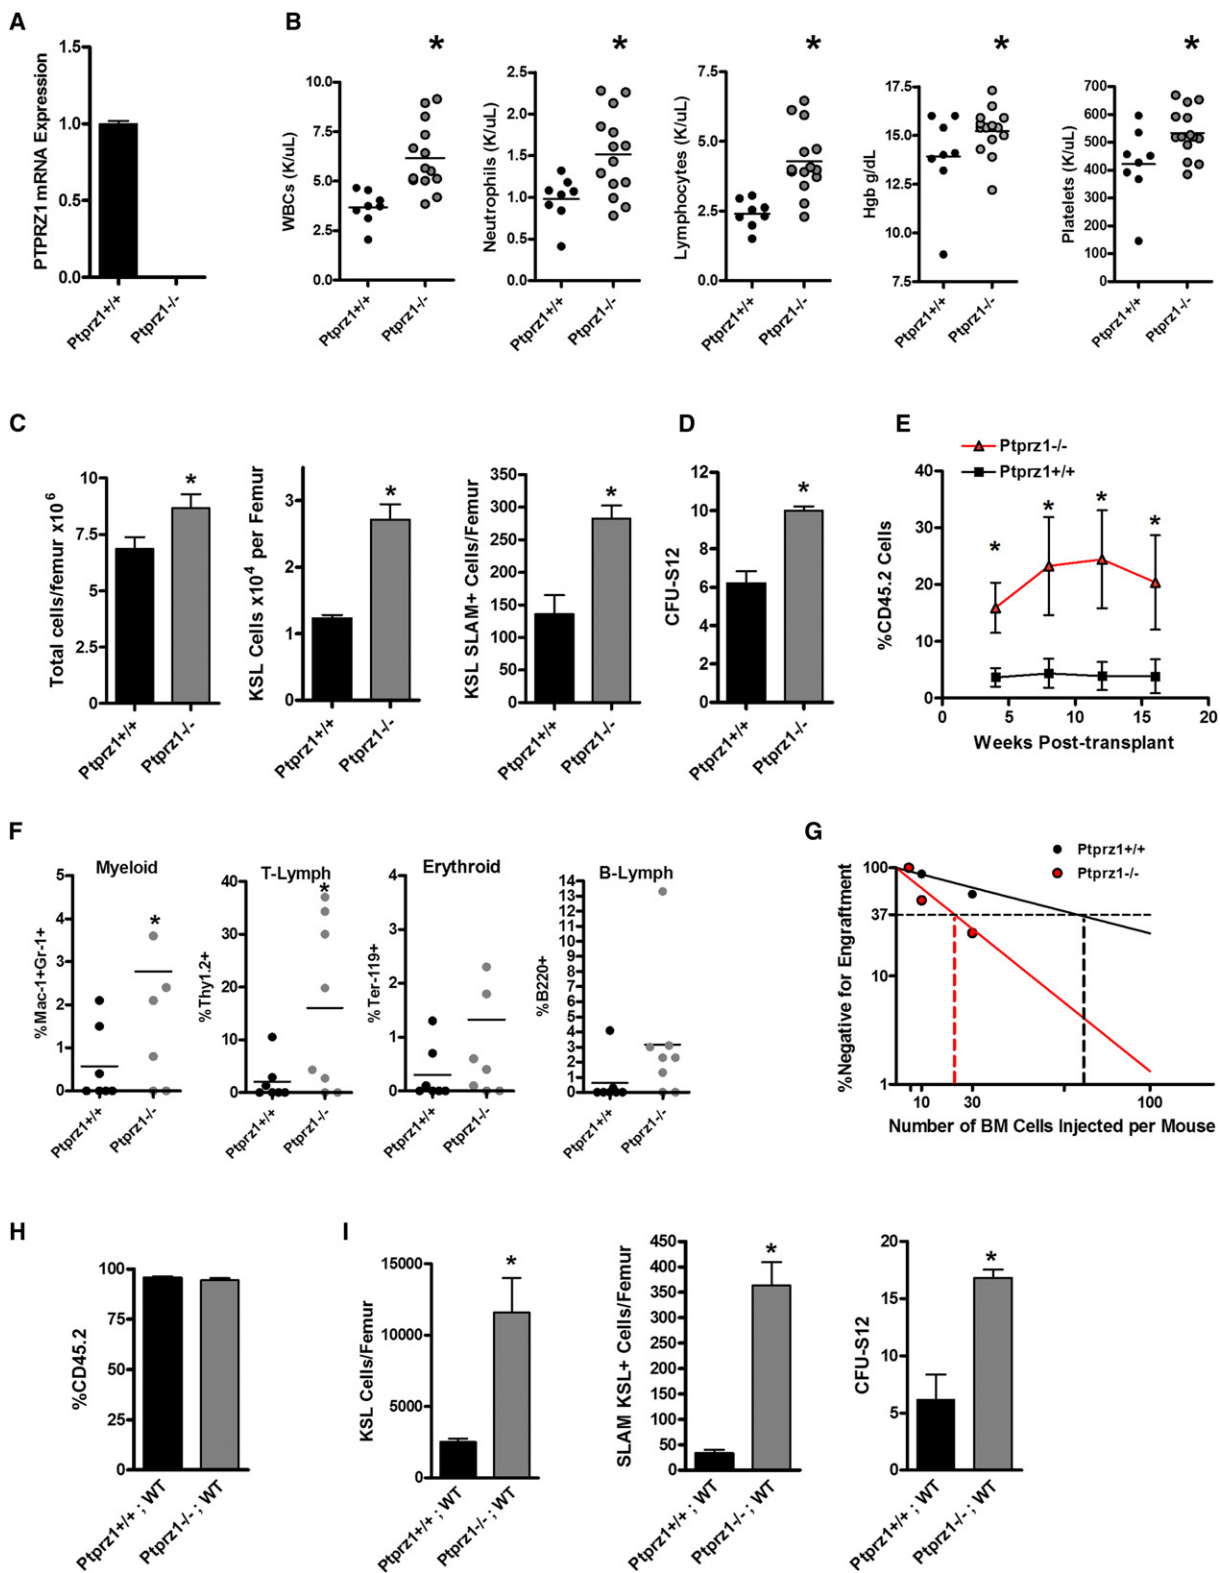 A
PTPRZ1 mRNA Expression
1.5
1.0
0.5
0.0
Ptprz1+/+
Ptprz1-/-
B
*
WBCs (K/uL)
10.0
7.5
5.0
2.5
0.0
Ptprz1+/+
Ptprz1-/-
*
Neutrophils (K/uL)
2.5
2.0
1.5
1.0
0.5
0.0
Ptprz1+/+
Ptprz1-/-
*
Lymphocytes (K/uL)
7.5
5.0
2.5
0.0
Ptprz1+/+
Ptprz1-/-
*
Hgb g/dL
17.5
15.0
12.5
10.0
7.5
Ptprz1+/+
Ptprz1-/-
*
Platelets (K/uL)
700
600
500
400
300
200
100
0
Ptprz1+/+
Ptprz1-/-
C
Total cells/femur x10⁶
10
7.5
5
2.5
0
*
Ptprz1+/+
Ptprz1-/-
KSL Cells x10⁴ per Femur
3
2
1
0
*
Ptprz1+/+
Ptprz1-/-
KSL SLAM+ Cells/Femur
350
300
250
200
150
100
50
0
*
Ptprz1+/+
Ptprz1-/-
D
CFU-S12
12
10
8
6
4
2
0
*
Ptprz1+/+
Ptprz1-/-
E
Ptprz1-/-
Ptprz1+/+
%CD45.2 Cells
40
30
20
10
0
* * * *
0 5 10 15 20
Weeks Post-transplant
F
Myeloid
%Mac-1+Gr-1+
5
4
3
2
1
0
*
Ptprz1+/+
Ptprz1-/-
T-Lymph
%Thy1.2+
40
30
20
10
0
*
Ptprz1+/+
Ptprz1-/-
Erythroid
%Ter-119+
4
3
2
1
0
Ptprz1+/+
Ptprz1-/-
B-Lymph
%B220+
14
13
12
11
10
9
8
7
6
5
4
3
2
1
0
Ptprz1+/+
Ptprz1-/-
G
Ptprz1+/+
Ptprz1-/-
%Negative for Engraftment
100
37
10
1
10 30 100
Number of BM Cells Injected per Mouse
H
%CD45.2
100
75
50
25
0
Ptprz1+/+ ; WT
Ptprz1-/- ; WT
I
KSL Cells/Femur
15000
10000
5000
0
*
Ptprz1+/+ ; WT
Ptprz1-/- ; WT
SLAM KSL+ Cells/Femur
450
400
350
300
250
200
150
100
50
0
*
Ptprz1+/+ ; WT
Ptprz1-/- ; WT
CFU-S12
20
15
10
5
0
*
Ptprz1+/+ ; WT
Ptprz1-/- ; WT